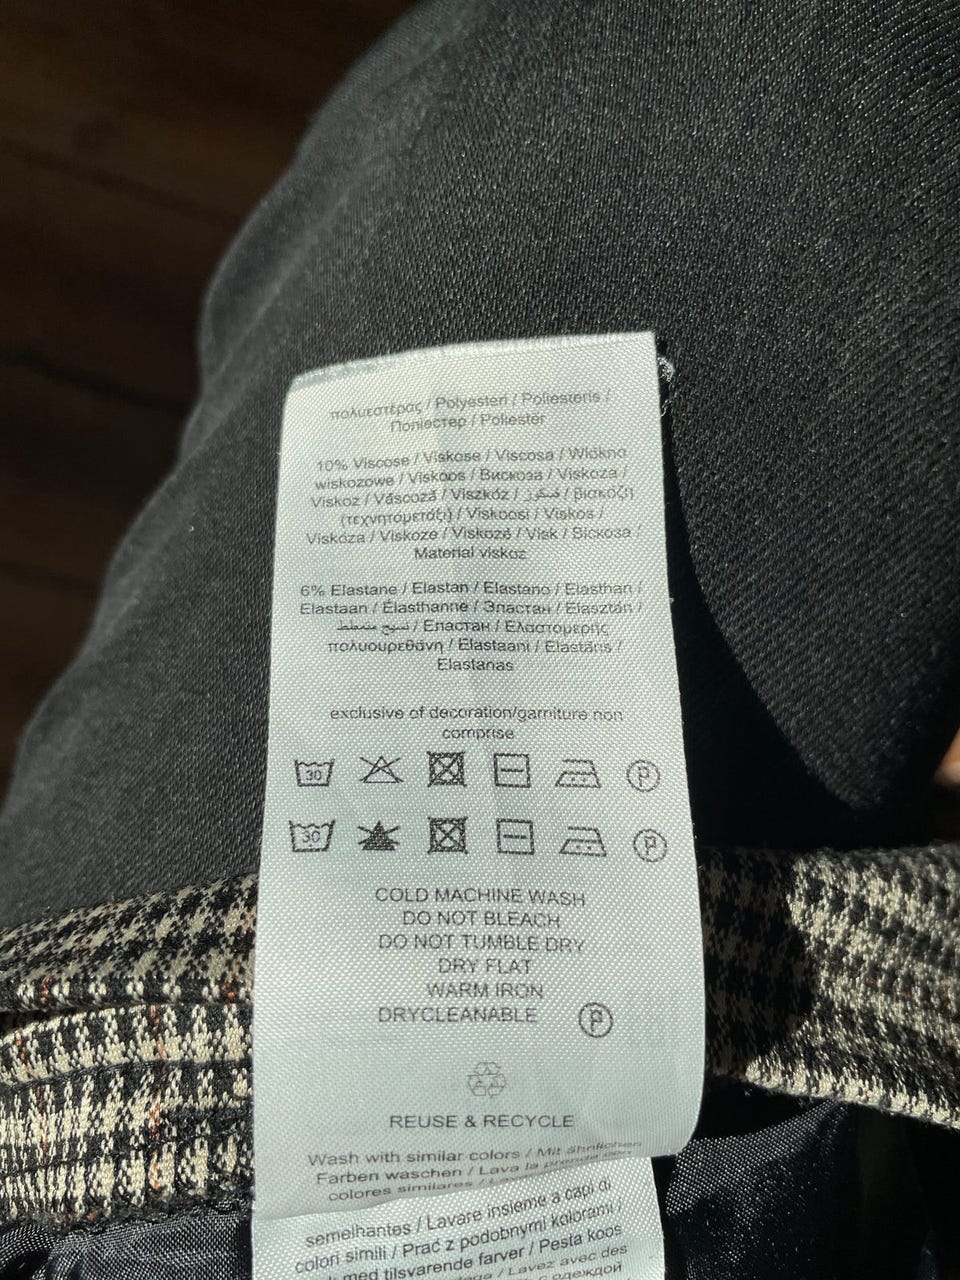 πολυεστέρας / Polyesteri / Poliesteris /
Поліестер / Poliester
10% Viscose / Viskose / Viscosa / Włókno
wiskozowe / Viskoos / Вискоза / Viskoza /
Viskoz / Vâscoză / Viszkóz / فسكوز / βισκόζη
(τεχνητομετάξι) / Viskoosi / Viskos /
Viskóza / Viskoze / Viskozė / Visk / Віскоза /
Material viskoz
6% Elastane / Elastan / Elastano / Elasthan /
Elastaan / Élasthanne / Эластан / Elasztán /
نسيج متمطط / Еластан / Ελαστομερής
πολυουρεθάνη / Elastaani / Elastāns /
Elastanas
exclusive of decoration/garniture non
comprise
30 P
30 P
COLD MACHINE WASH
DO NOT BLEACH
DO NOT TUMBLE DRY
DRY FLAT
WARM IRON
DRYCLEANABLE P
REUSE & RECYCLE
Wash with similar colors / Mit ähnlichen
Farben waschen / Lava la prenda con
colores similares /
semelhantes / Lavare insieme a capi di
colori simili / Prać z podobnymi kolorami /
med tilsvarende farver / Pesta koos
/ Lavez avec des
с одеждой